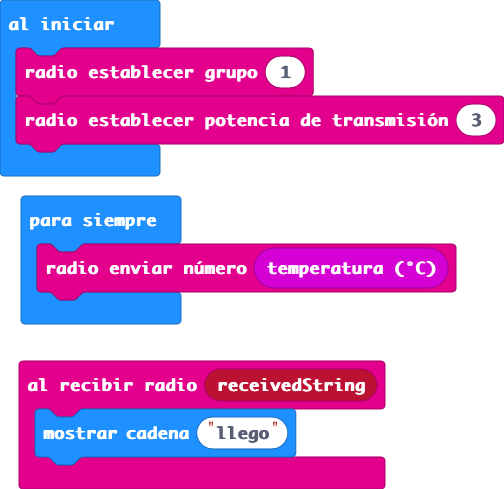 al iniciar
radio establecer grupo 1
radio establecer potencia de transmisión 3
para siempre
radio enviar número temperatura (°C)
al recibir radio receivedString
mostrar cadena "llego"